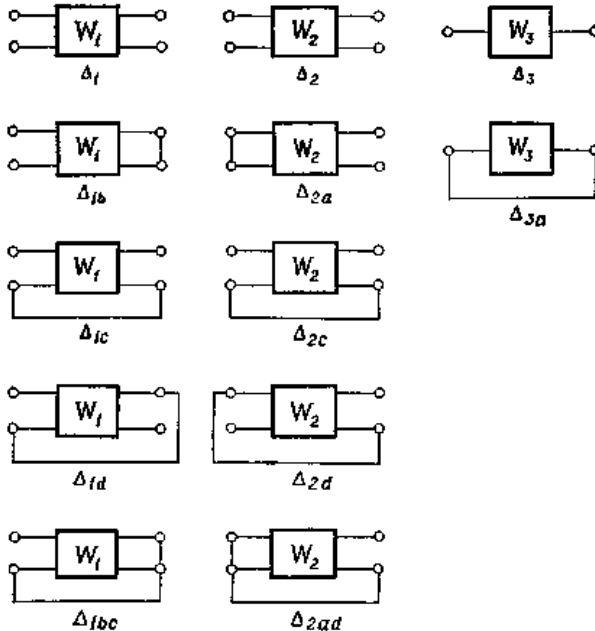 W₁ W₂ W₃
Δ₁ Δ₂ Δ₃
W₁ W₂ W₃
Δ₁b Δ₂a Δ₃a
W₁ W₂
Δ₁c Δ₂c
W₁ W₂
Δ₁d Δ₂d
W₁ W₂
Δ₁bc Δ₂ad